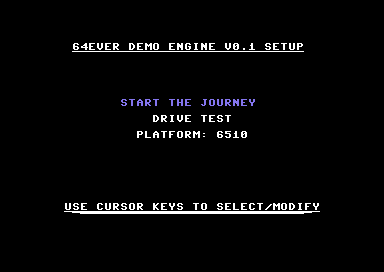 64EVER DEMO ENGINE V0.1 SETUP
START THE JOURNEY
DRIVE TEST
PLATFORM: 6510
USE CURSOR KEYS TO SELECT/MODIFY